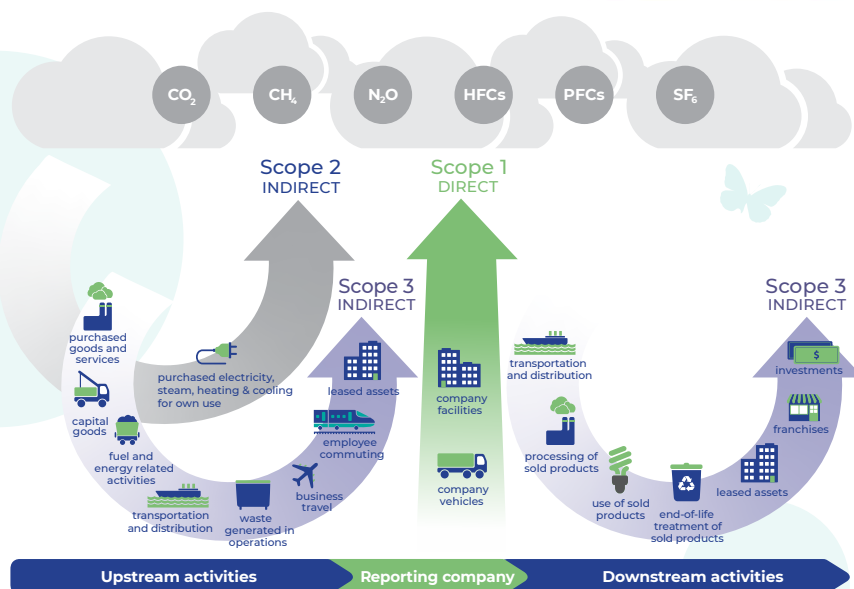 CO₂
CH₄
N₂O
HFCs
PFCs
SF₆
Scope 2
INDIRECT
Scope 1
DIRECT
Scope 3
INDIRECT
Scope 3
INDIRECT
purchased
goods and
services
capital
goods
fuel and
energy related
activities
transportation
and distribution
waste
generated in
operations
business
travel
employee
commuting
leased assets
purchased electricity,
steam, heating & cooling
for own use
company
facilities
company
vehicles
transportation
and distribution
processing of
sold products
use of sold
products
end-of-life
treatment of
sold products
leased assets
franchises
$
investments
Upstream activities
Reporting company
Downstream activities